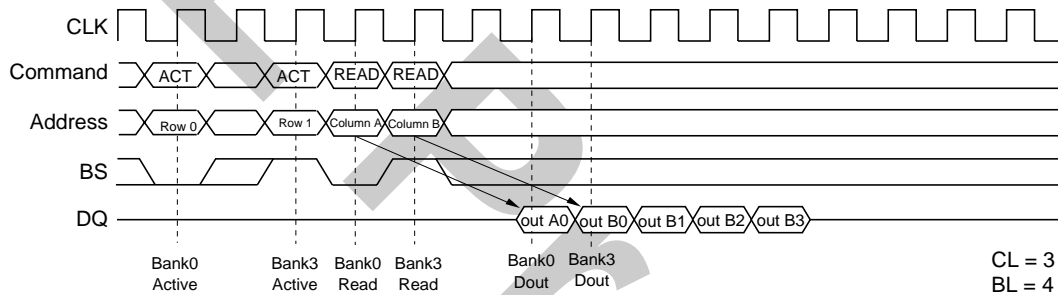 CLK
Command ACT ACT READ READ
Address Row 0 Row 1 Column A Column B
BS
DQ out A0 out B0 out B1 out B2 out B3
Bank0 Active
Bank3 Active
Bank0 Read
Bank3 Read
Bank0 Dout
Bank3 Dout
CL = 3
BL = 4